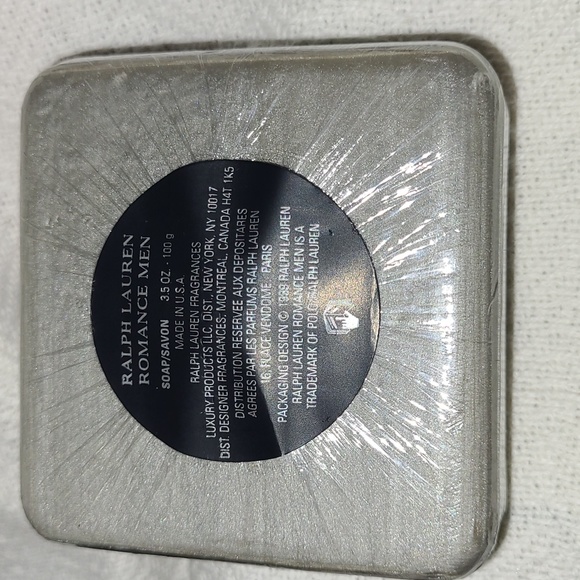 RALPH LAUREN
ROMANCE MEN
SOAP/SAVON 3.5 OZ. · 100 g
MADE IN U.S.A
RALPH LAUREN FRAGRANCES
LUXURY PRODUCTS LLC, DIST., NEW YORK, NY 10017
DIST. DESIGNER FRAGRANCES: MONTREAL, CANADA H4T 1K5
DISTRIBUTION RESERVEE AUX DEPOSITARES
AGREES PAR LES PARFUMS RALPH LAUREN
16, PLACE VENDOME - PARIS
PACKAGING DESIGN © 1999 RALPH LAUREN
RALPH LAUREN ROMANCE MEN IS A
TRADEMARK OF POLO/RALPH LAUREN